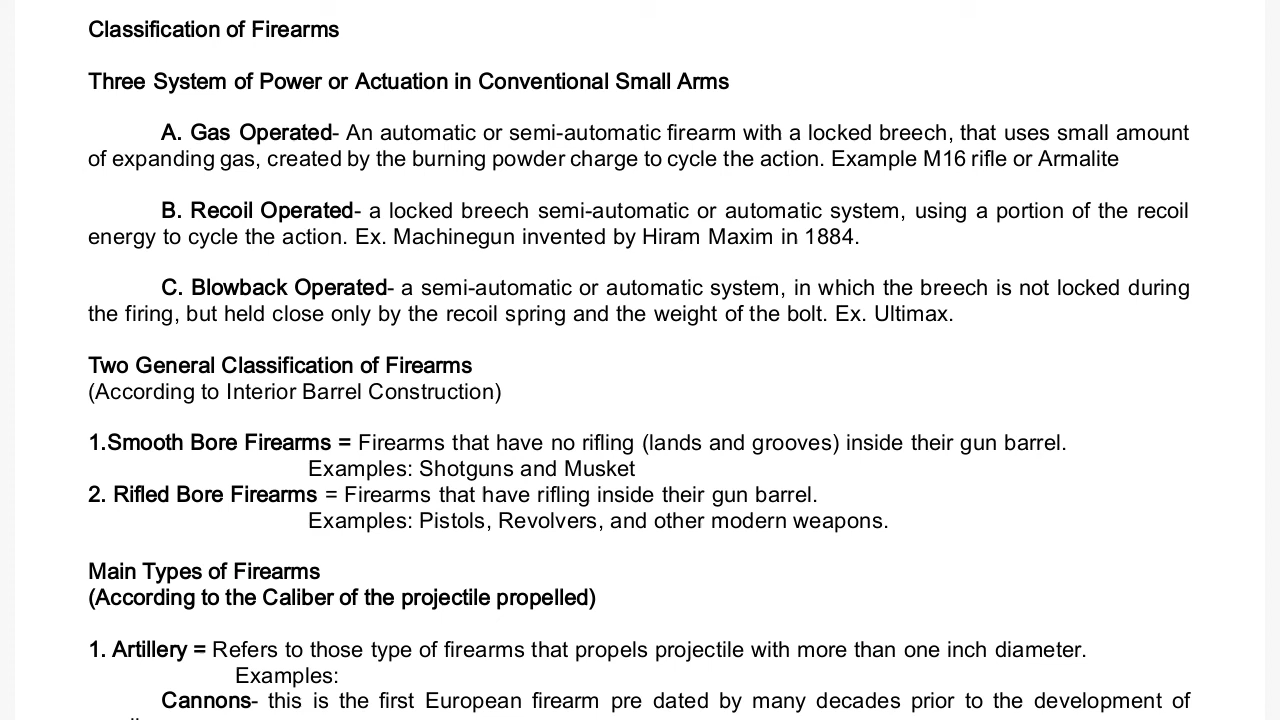 Classification of Firearms
Three System of Power or Actuation in Conventional Small Arms
A. Gas Operated- An automatic or semi-automatic firearm with a locked breech, that uses small amount
of expanding gas, created by the burning powder charge to cycle the action. Example M16 rifle or Armalite
B. Recoil Operated- a locked breech semi-automatic or automatic system, using a portion of the recoil
energy to cycle the action. Ex. Machinegun invented by Hiram Maxim in 1884.
C. Blowback Operated- a semi-automatic or automatic system, in which the breech is not locked during
the firing, but held close only by the recoil spring and the weight of the bolt. Ex. Ultimax.
Two General Classification of Firearms
(According to Interior Barrel Construction)
1.Smooth Bore Firearms = Firearms that have no rifling (lands and grooves) inside their gun barrel.
Examples: Shotguns and Musket
2. Rifled Bore Firearms = Firearms that have rifling inside their gun barrel.
Examples: Pistols, Revolvers, and other modern weapons.
Main Types of Firearms
(According to the Caliber of the projectile propelled)
1. Artillery = Refers to those type of firearms that propels projectile with more than one inch diameter.
Examples:
Cannons- this is the first European firearm pre dated by many decades prior to the development of